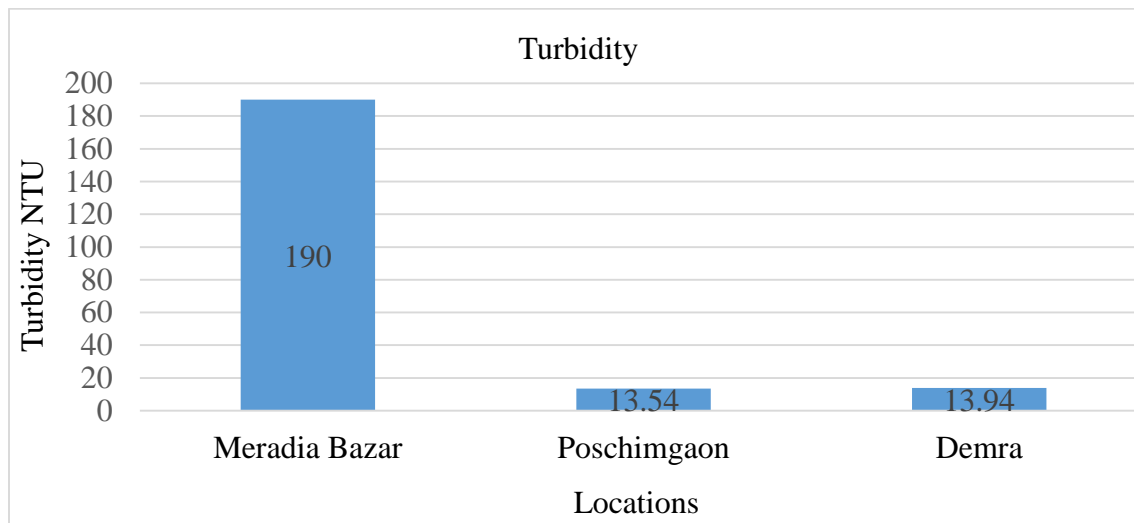 Turbidity
200
180
160
140
120
100
80
60
40
20
0
Turbidity NTU
190
13.54
13.94
Meradia Bazar
Poschimgaon
Demra
Locations